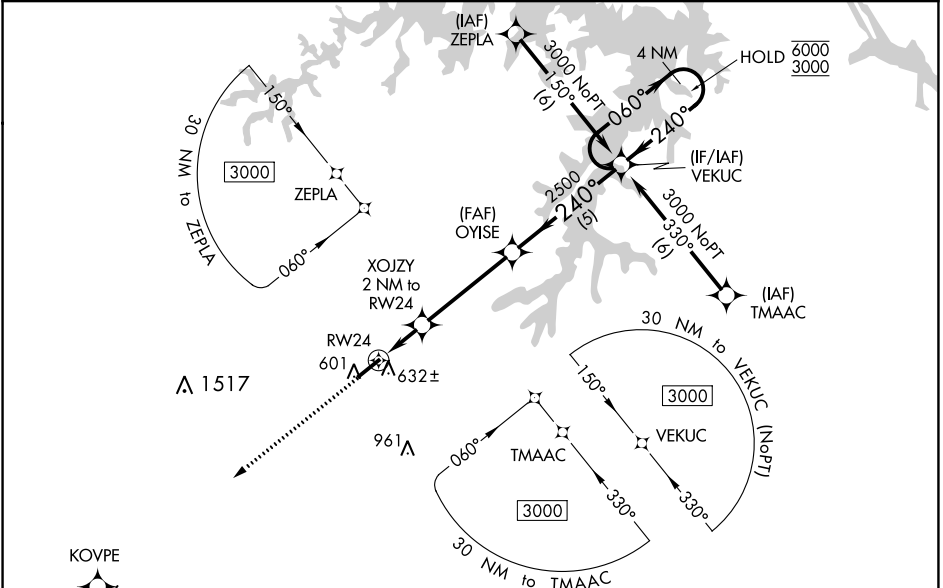 (IAF)
ZEPLA
3000 NoPT
150°
(6)
4 NM
HOLD
6000
3000
060°
240°
(IF/IAF)
VEKUC
2500
240°
(5)
3000 NoPT
330°
(6)
(IAF)
TMAAC
(FAF)
OYISE
XOJZY
2 NM to
RW24
RW24
601
632±
1517
961
150°
30 NM to ZEPLA
3000
ZEPLA
060°
30 NM to VEKUC (NoPT)
150°
3000
VEKUC
330°
TMAAC
060°
330°
3000
30 NM to TMAAC
KOVPE